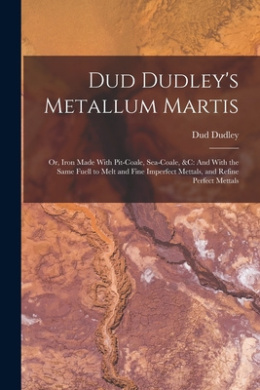 Dud Dudley's
Metallum Martis
Or, Iron Made With Pit-Coale, Sea-Coale, &C: And With the
Same Fuell to Melt and Fine Imperfect Mettals, and Refine
Perfect Mettals
Dud Dudley